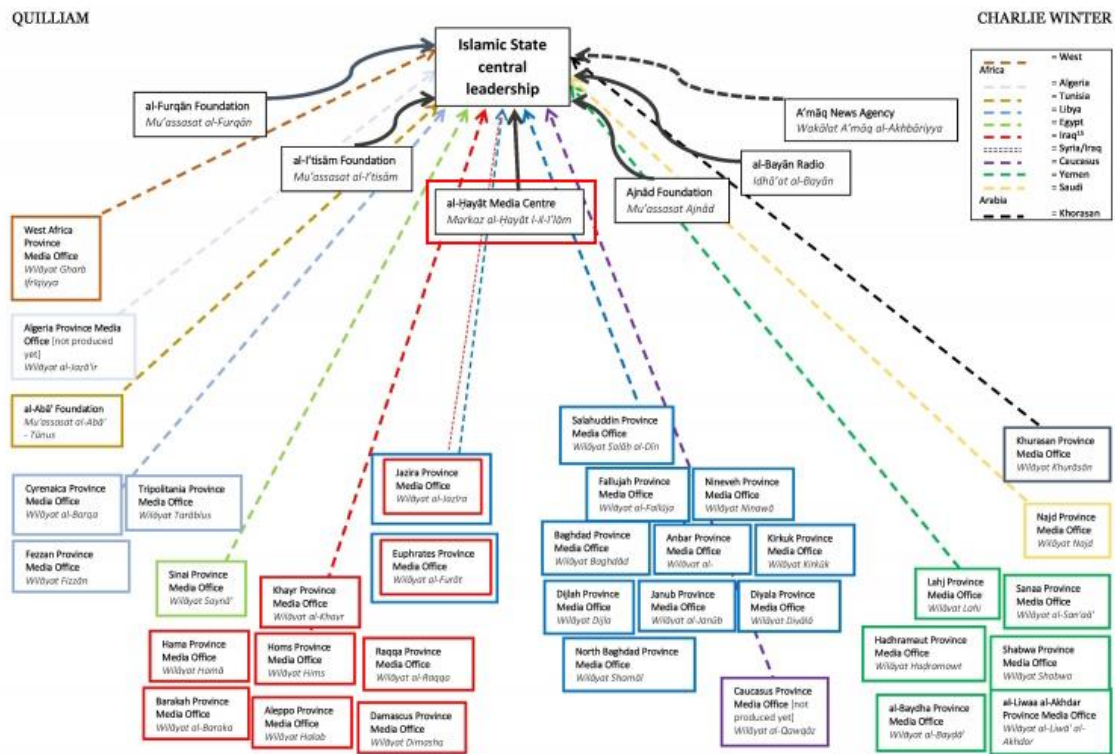 QUILLIAM
CHARLIE WINTER
Islamic State
central
leadership
al-Furqān Foundation
Mu'assasat al-Furqān
al-I'tisām Foundation
Mu'assasat al-I'tisām
al-Ḥayāt Media Centre
Markaz al-Ḥayāt l-il-I'lām
Ajnād Foundation
Mu'assasat Ajnād
al-Bayān Radio
Idhā'at al-Bayān
A'māq News Agency
Wakālat A'māq al-Akhbāriyya
= West
Africa
= Algeria
= Tunisia
= Libya
= Egypt
= Iraq¹⁵
= Syria/Iraq
= Caucasus
= Yemen
= Saudi
Arabia
= Khorasan
West Africa
Province
Media Office
Wilāyat Gharb
Ifrīqiyya
Algeria Province Media
Office [not produced
yet]
Wilāyat al-Jazā'ir
al-Abā' Foundation
Mu'assasat al-Abā'
- Tūnus
Cyrenaica Province
Media Office
Wilāyat al-Barqa
Tripolitania Province
Media Office
Wilāyat Tarāblus
Fezzan Province
Media Office
Wilāyat Fizzān
Sinai Province
Media Office
Wilāyat Saynā'
Khayr Province
Media Office
Wilāyat al-Khayr
Hama Province
Media Office
Wilāyat Hamā
Homs Province
Media Office
Wilāyat Hims
Raqqa Province
Media Office
Wilāyat al-Raqqa
Barakah Province
Media Office
Wilāyat al-Baraka
Aleppo Province
Media Office
Wilāyat Halab
Damascus Province
Media Office
Wilāyat Dimashq
Jazira Province
Media Office
Wilāyat al-Jazīra
Euphrates Province
Media Office
Wilāyat al-Furāt
Salahuddin Province
Media Office
Wilāyat Salāḥ al-Dīn
Fallujah Province
Media Office
Wilāyat al-Fallūja
Nineveh Province
Media Office
Wilāyat Ninawā
Baghdad Province
Media Office
Wilāyat Baghdād
Anbar Province
Media Office
Wilāyat al-
Kirkuk Province
Media Office
Wilāyat Kirkūk
Dijlah Province
Media Office
Wilāyat Dijla
Janub Province
Media Office
Wilāyat al-Janūb
Diyala Province
Media Office
Wilāyat Diyālā
North Baghdad Province
Media Office
Wilāyat Shamāl
Caucasus Province
Media Office [not
produced yet]
Wilāyat al-Qawqāz
Khurasan Province
Media Office
Wilāyat Khurāsān
Najd Province
Media Office
Wilāyat Najd
Lahj Province
Media Office
Wilāyat Lahj
Sanaa Province
Media Office
Wilāyat al-San'aā'
Hadhramaut Province
Media Office
Wilāyat Haḍramawt
Shabwa Province
Media Office
Wilāyat Shabwa
al-Baydha Province
Media Office
Wilāyat al-Bayḍā'
al-Liwaa al-Akhdar
Province Media Office
Wilāyat al-Liwā' al-
Akhdar